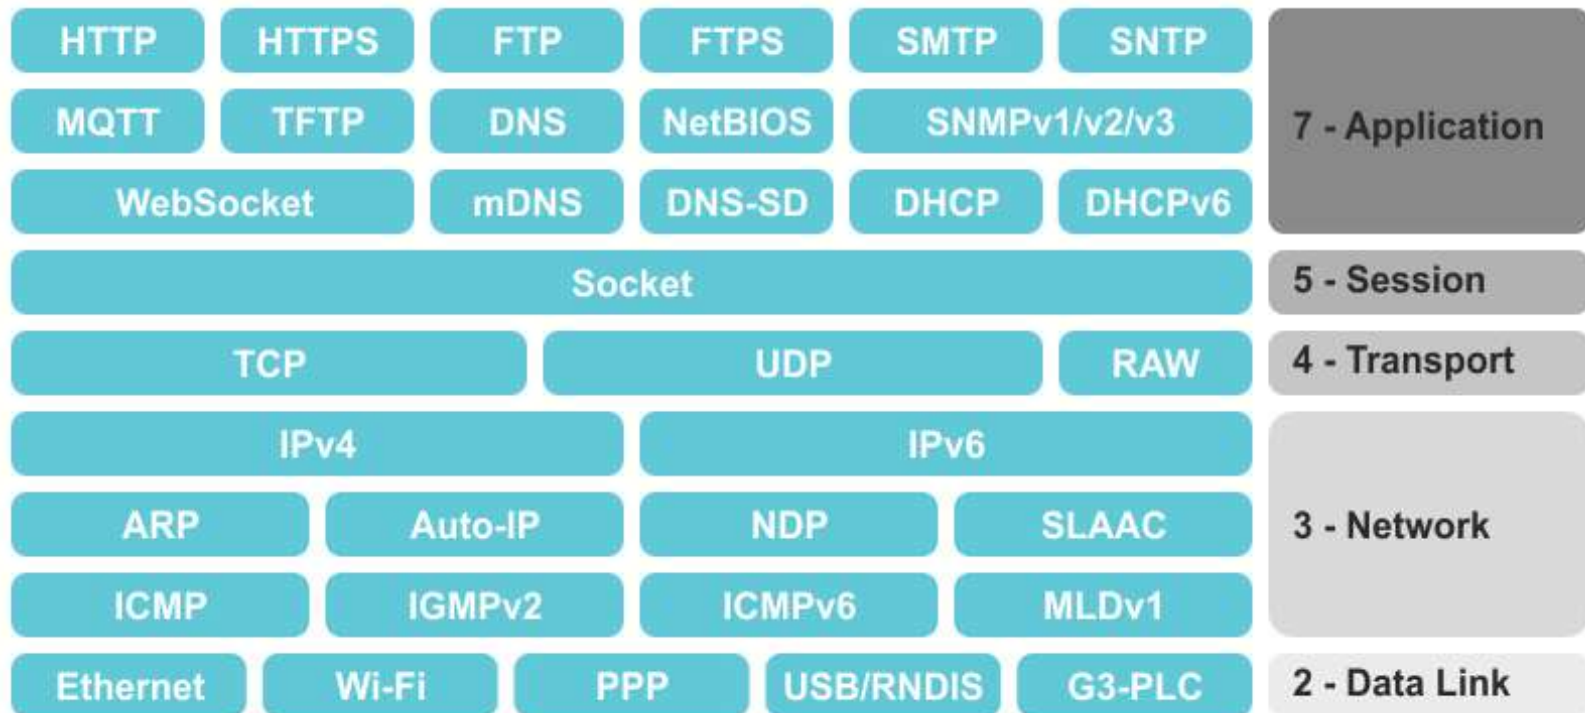 HTTP HTTPS FTP FTPS SMTP SNTP
MQTT TFTP DNS NetBIOS SNMPv1/v2/v3 7 - Application
WebSocket mDNS DNS-SD DHCP DHCPv6
Socket 5 - Session
TCP UDP RAW 4 - Transport
IPv4 IPv6
ARP Auto-IP NDP SLAAC 3 - Network
ICMP IGMPv2 ICMPv6 MLDv1
Ethernet Wi-Fi PPP USB/RNDIS G3-PLC 2 - Data Link